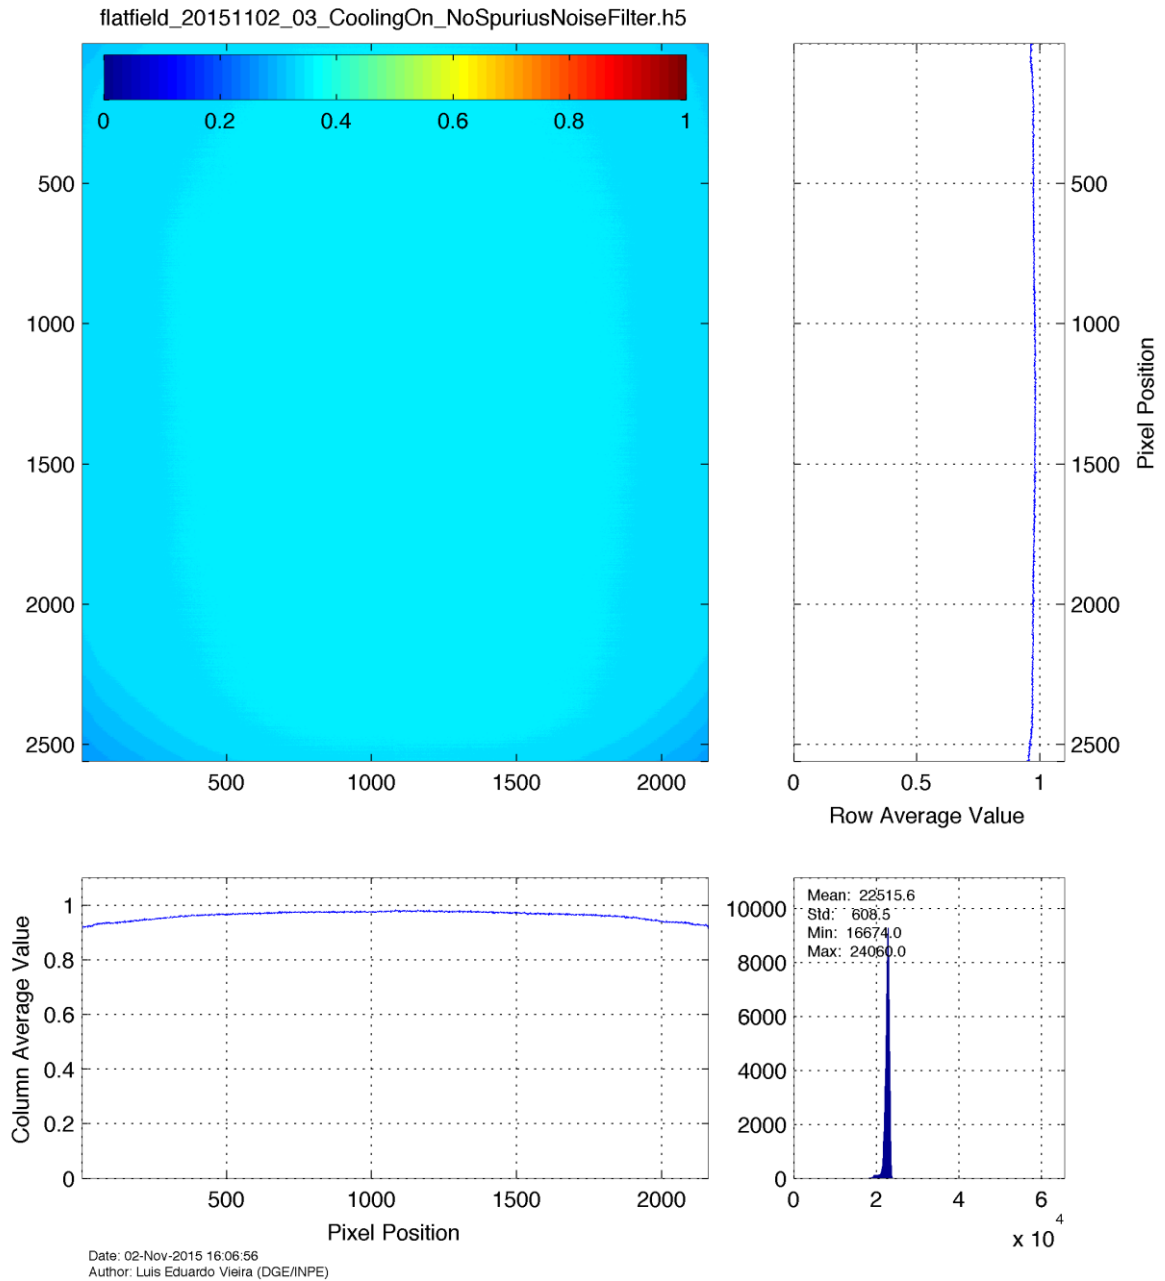 flatfield_20151102_03_CoolingOn_NoSpuriusNoiseFilter.h5
0 0.2 0.4 0.6 0.8 1
500
1000
1500
2000
2500
500 1000 1500 2000
500
1000
1500
2000
2500
Pixel Position
0 0.5 1
Row Average Value
Column Average Value
1
0.8
0.6
0.4
0.2
0
500 1000 1500 2000
Pixel Position
Mean: 22515.6
Std: 608.5
Min: 16674.0
Max: 24060.0
10000
8000
6000
4000
2000
0
0 2 4 6
x 10^4
Date: 02-Nov-2015 16:06:56
Author: Luis Eduardo Vieira (DGE/INPE)